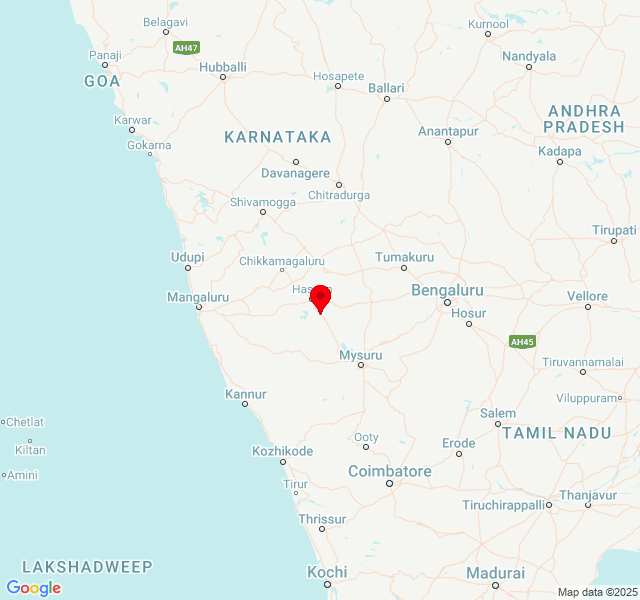 Belagavi
Kurnool
AH47
Panaji
Nandyala
Hubballi
GOA
Hosapete
Ballari
ANDHRA
PRADESH
Karwar
KARNATAKA
Anantapur
Gokarna
Kadapa
Davanagere
Chitradurga
Shivamogga
Tirupati
Udupi
Chikkamagaluru
Tumakuru
Mangaluru
Bengaluru
Vellore
Hosur
AH45
Mysuru
Tiruvannamalai
Kannur
Viluppuram
Chetlat
Salem
TAMIL NADU
Kiltan
Ooty
Erode
Kozhikode
Coimbatore
Amini
Tirur
Thanjavur
Tiruchirappalli
Thrissur
LAKSHADWEEP
Kochi
Madurai
Google
Map data ©2025